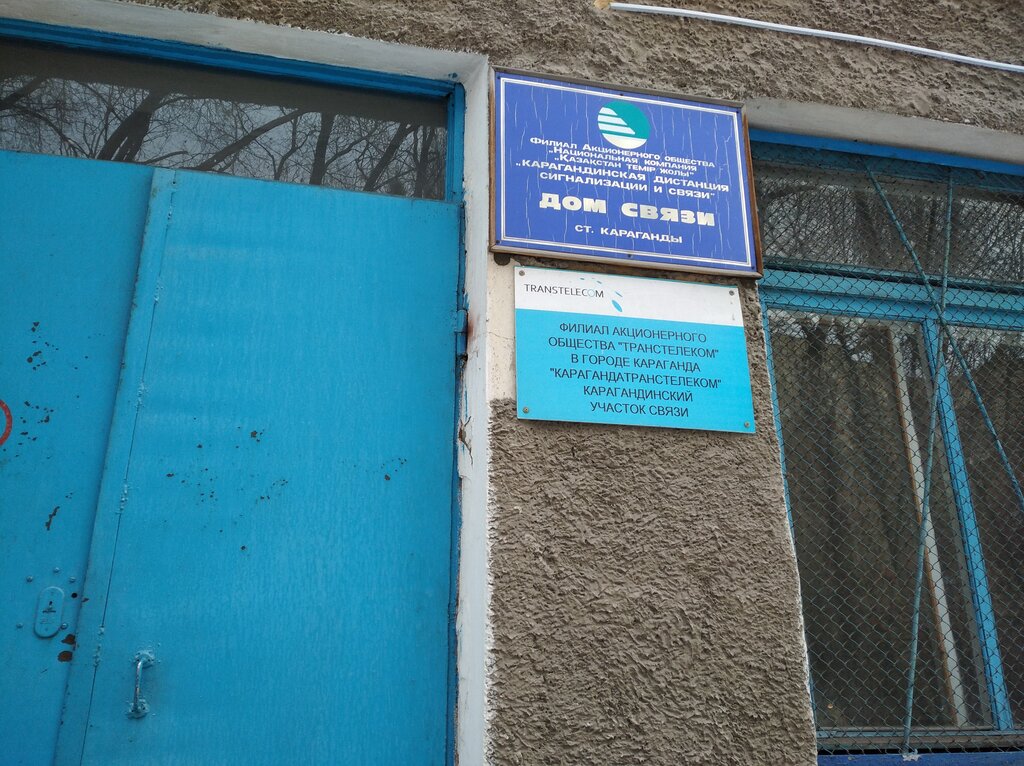 Филиал Акционерного общества
„Национальная компания
„Қазақстан темір жолы"
„КАРАГАНДИНСКАЯ ДИСТАНЦИЯ
СИГНАЛИЗАЦИИ И СВЯЗИ"
ДОМ СВЯЗИ
СТ. КАРАГАНДЫ
TRANSTELECOM
ФИЛИАЛ АКЦИОНЕРНОГО
ОБЩЕСТВА "ТРАНСТЕЛЕКОМ"
В ГОРОДЕ КАРАГАНДА
"КАРАГАНДАТРАНСТЕЛЕКОМ"
КАРАГАНДИНСКИЙ
УЧАСТОК СВЯЗИ